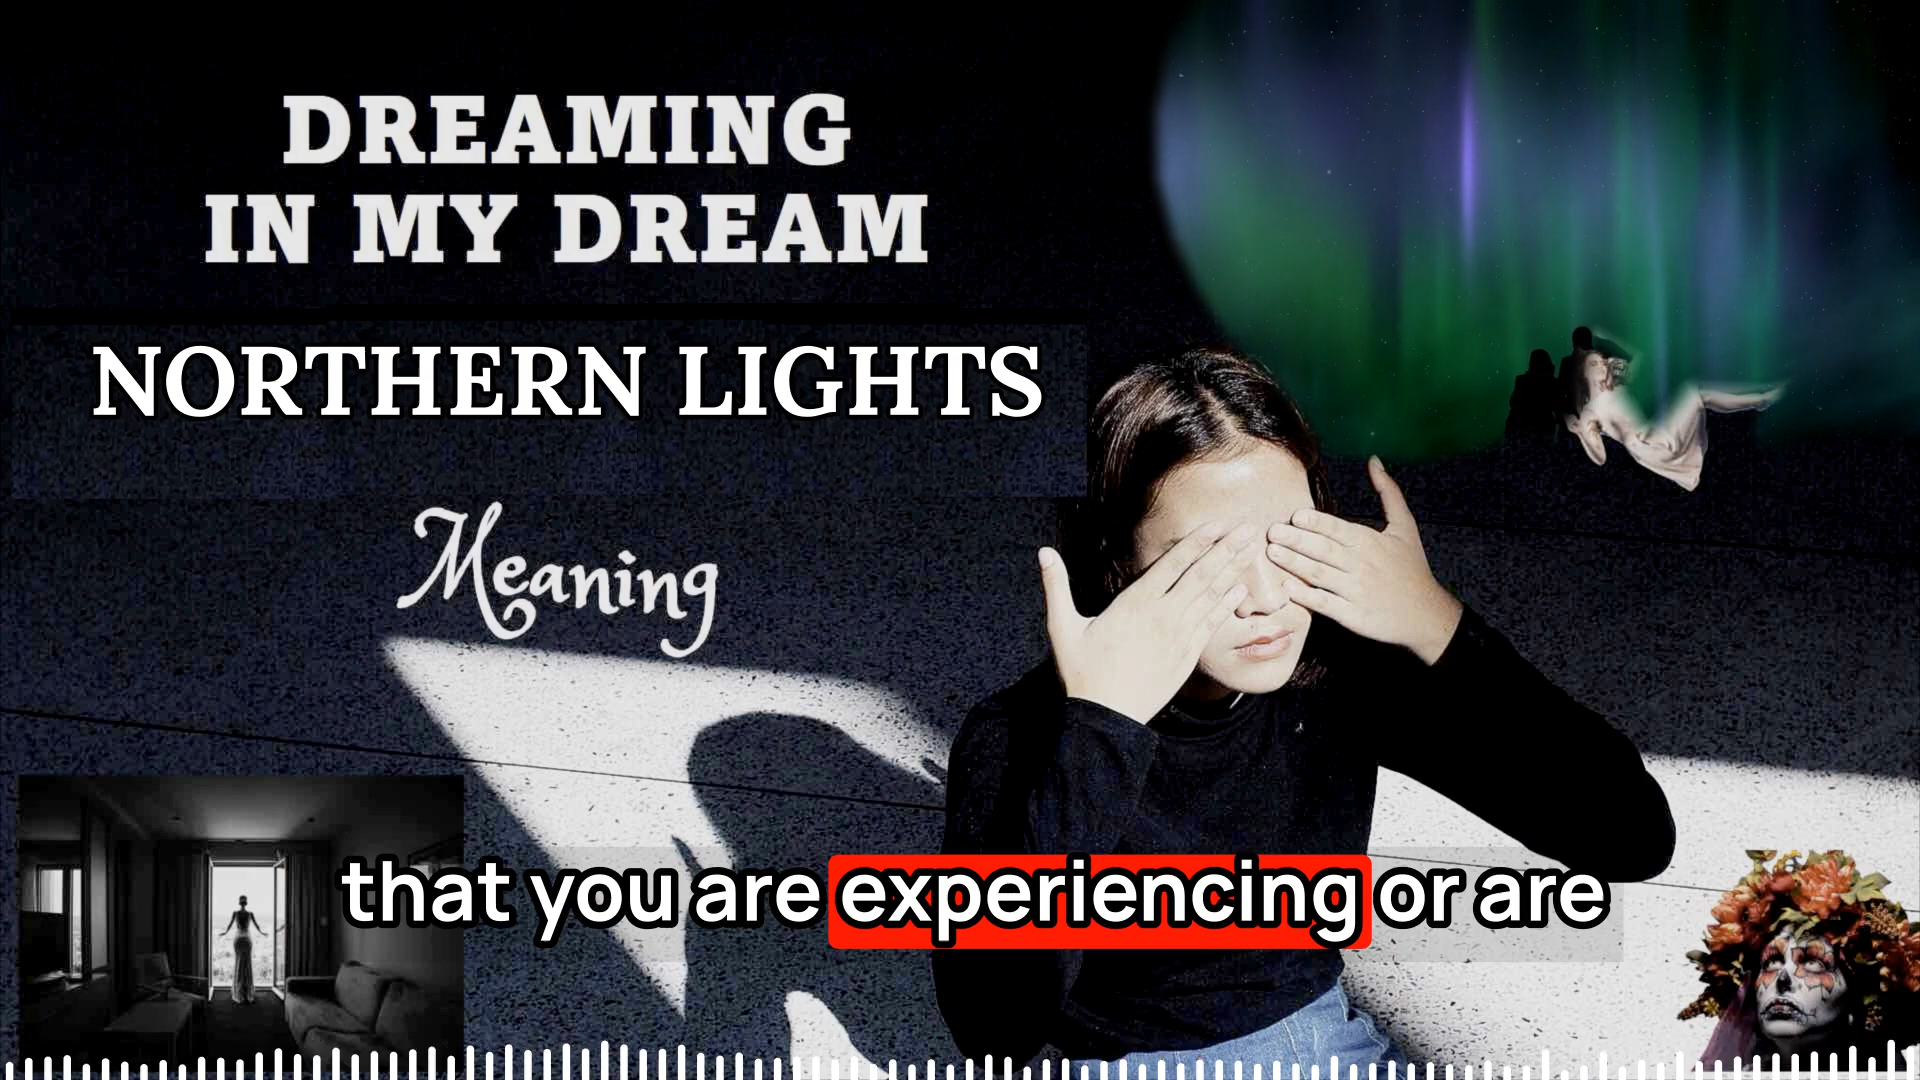 DREAMING
IN MY DREAM
NORTHERN LIGHTS
Meaning
that you are experiencing or are